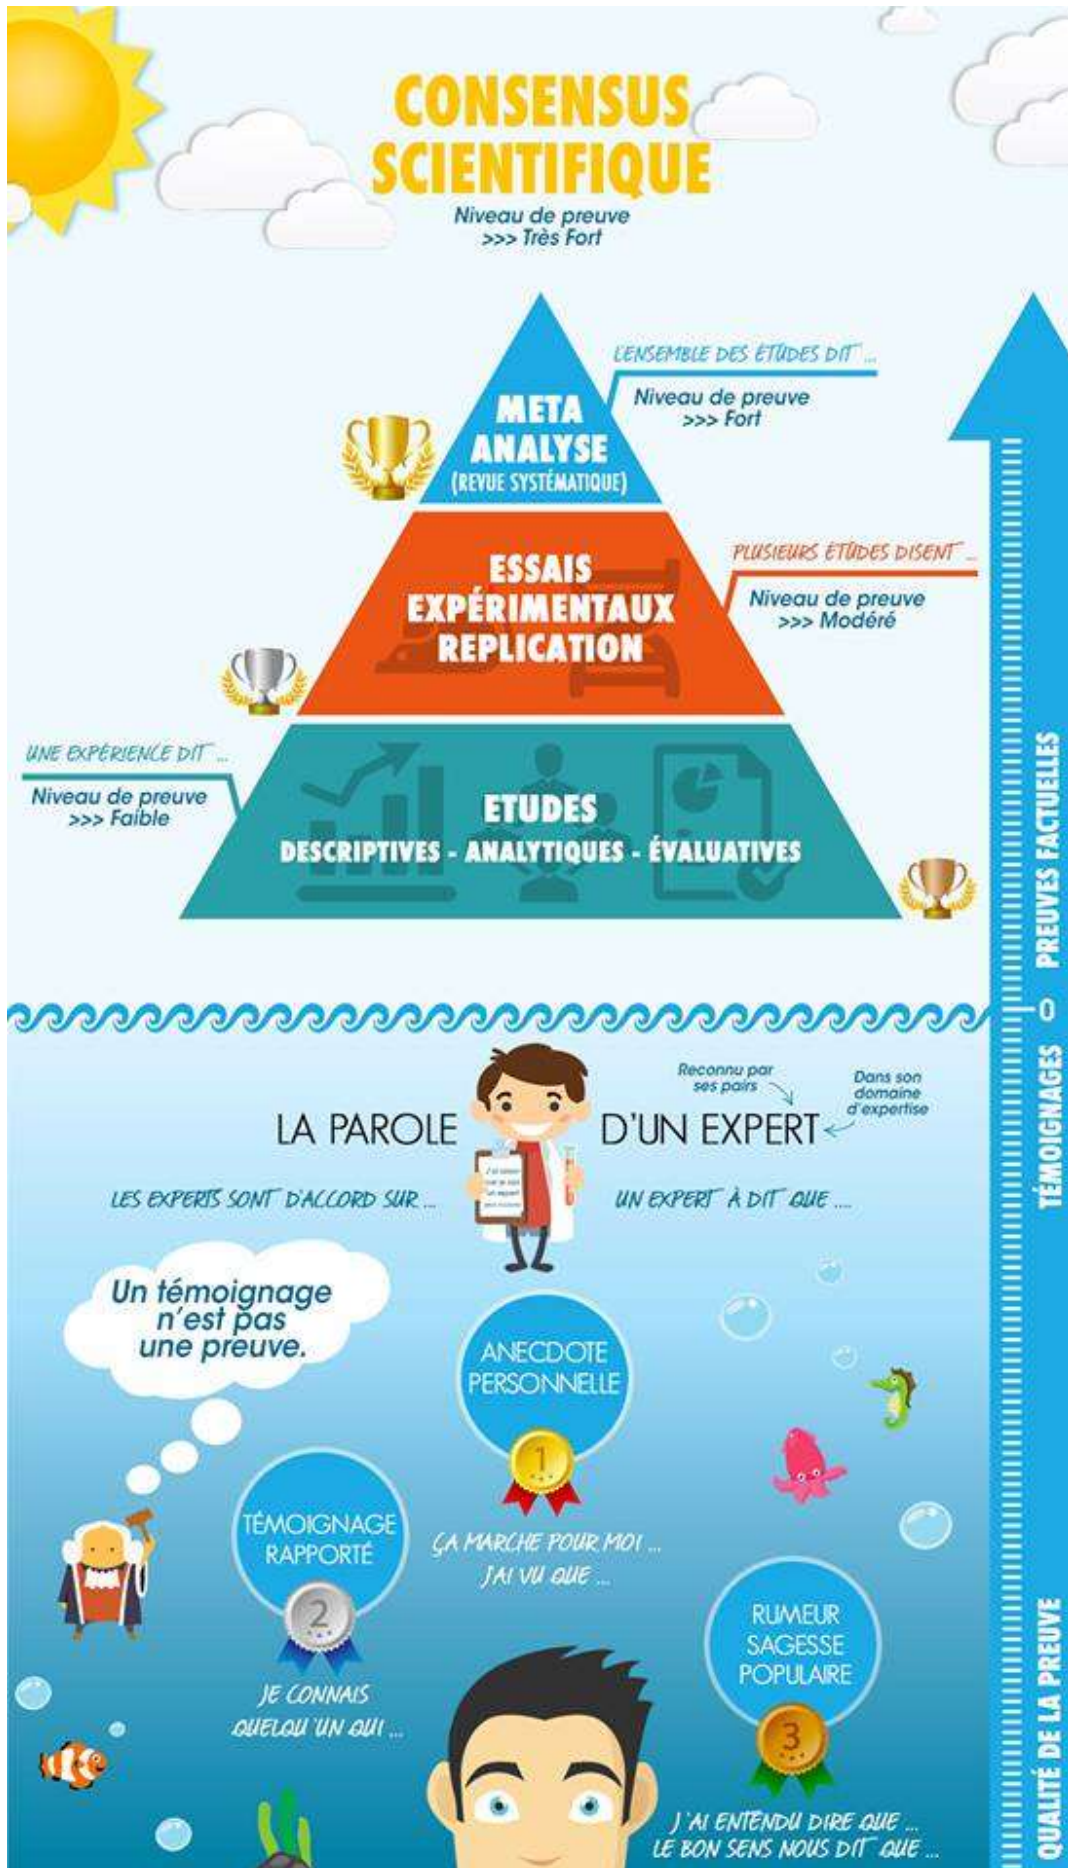 CONSENSUS
SCIENTIFIQUE
Niveau de preuve
>>> Très Fort
L'ENSEMBLE DES ÉTUDES DIT ...
Niveau de preuve
>>> Fort
META
ANALYSE
(REVUE SYSTÉMATIQUE)
PLUSIEURS ÉTUDES DISENT ...
Niveau de preuve
>>> Modéré
ESSAIS
EXPÉRIMENTAUX
REPLICATION
UNE EXPÉRIENCE DIT ...
Niveau de preuve
>>> Faible
ETUDES
DESCRIPTIVES - ANALYTIQUES - ÉVALUATIVES
PREUVES FACTUELLES
0
TÉMOIGNAGES
QUALITÉ DE LA PREUVE
Reconnu par
ses pairs
Dans son
domaine
d'expertise
LA PAROLE D'UN EXPERT
LES EXPERTS SONT D'ACCORD SUR ...
UN EXPERT À DIT QUE ....
Un témoignage
n'est pas
une preuve.
ANECDOTE
PERSONNELLE
1
ÇA MARCHE POUR MOI ...
J'AI VU QUE ...
TÉMOIGNAGE
RAPPORTÉ
2
JE CONNAIS
QUELQU'UN QUI ...
RUMEUR
SAGESSE
POPULAIRE
3
J'AI ENTENDU DIRE QUE ...
LE BON SENS NOUS DIT QUE ...